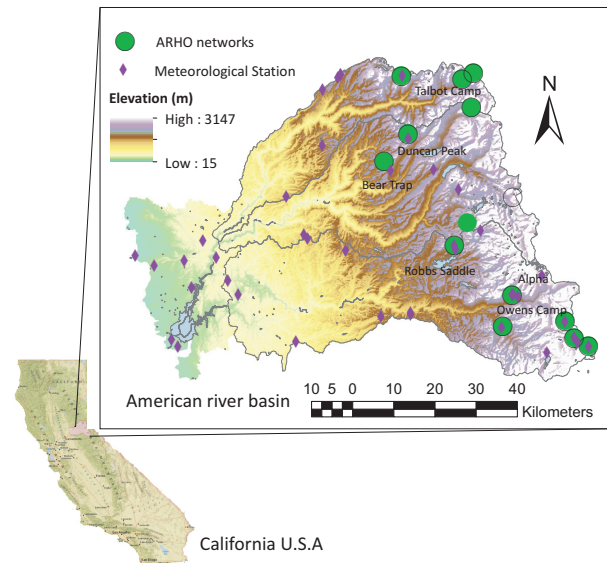 ARHO networks
Meteorological Station
Elevation (m)
High : 3147
Low : 15
N
Talbot Camp
Duncan Peak
Bear Trap
Robbs Saddle
Alpha
Owens Camp
American river basin
10 5 0 10 20 30 40
Kilometers
California U.S.A